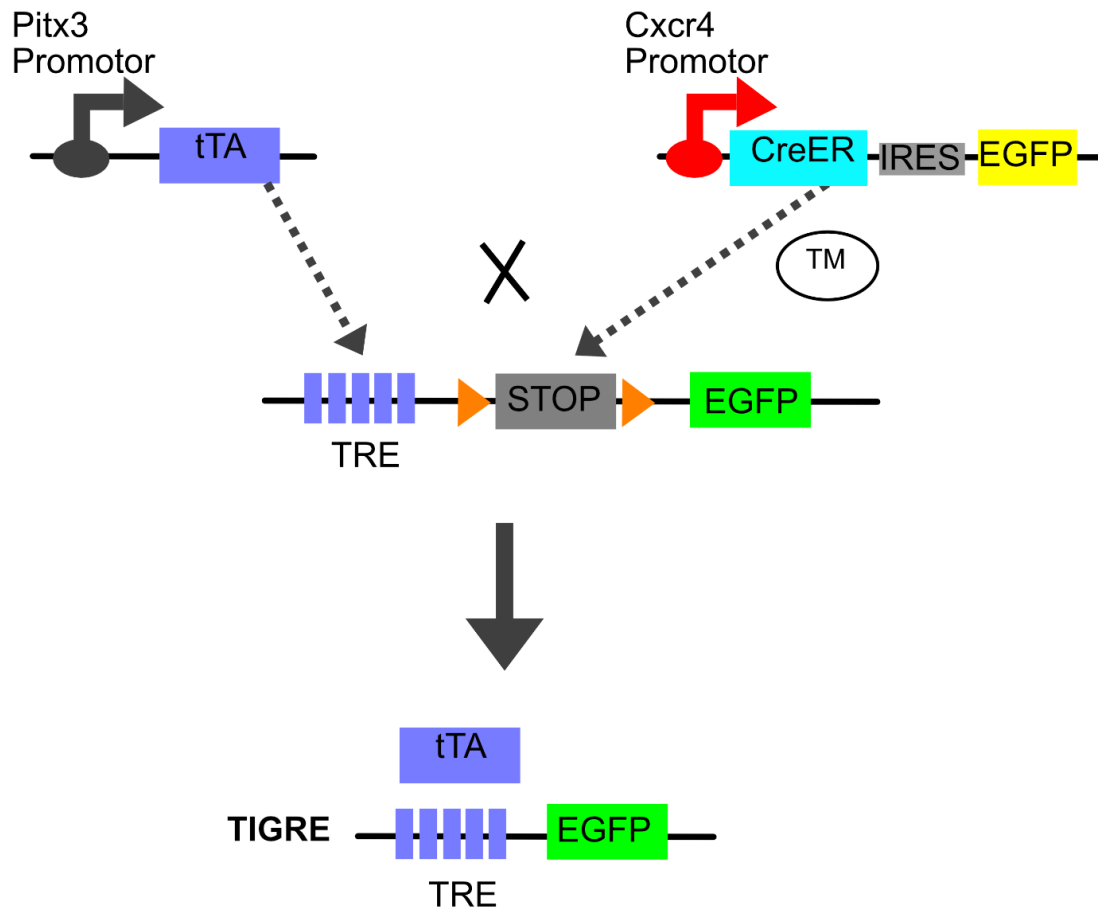 Pitx3
Promotor
Cxcr4
Promotor
tTA
CreER
IRES
EGFP
TM
STOP
EGFP
TRE
tTA
TIGRE
EGFP
TRE